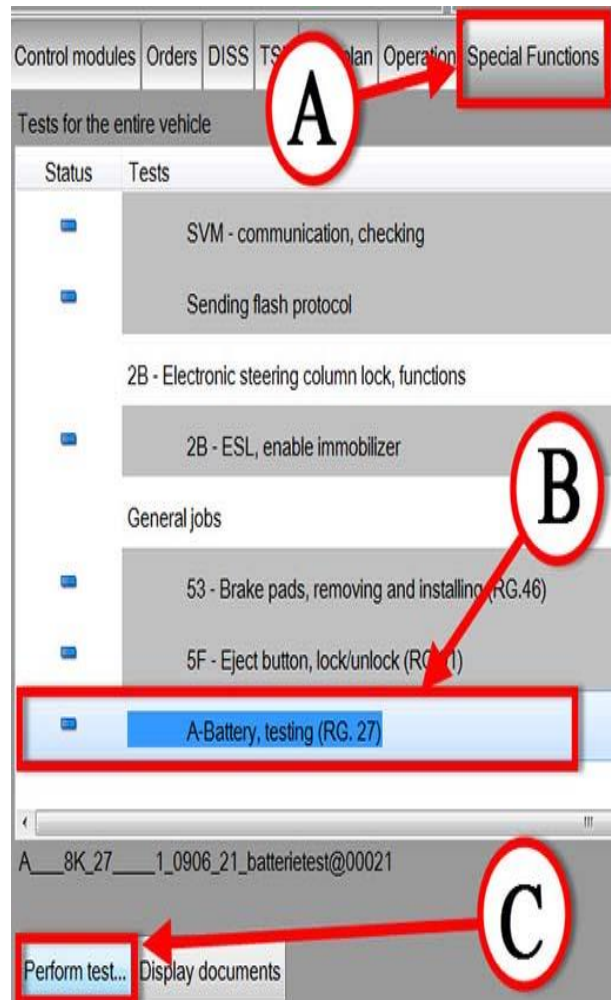 Control modules Orders DISS Operation Special Functions
A
Tests for the entire vehicle
Status Tests
SVM - communication, checking
Sending flash protocol
2B - Electronic steering column lock, functions
2B - ESL, enable immobilizer
B
General jobs
53 - Brake pads, removing and installing (RG.46)
5F - Eject button, lock/unlock
A-Battery, testing (RG. 27)
A___8K_27____1_0906_21_batterietest@00021
C
Perform test... Display documents